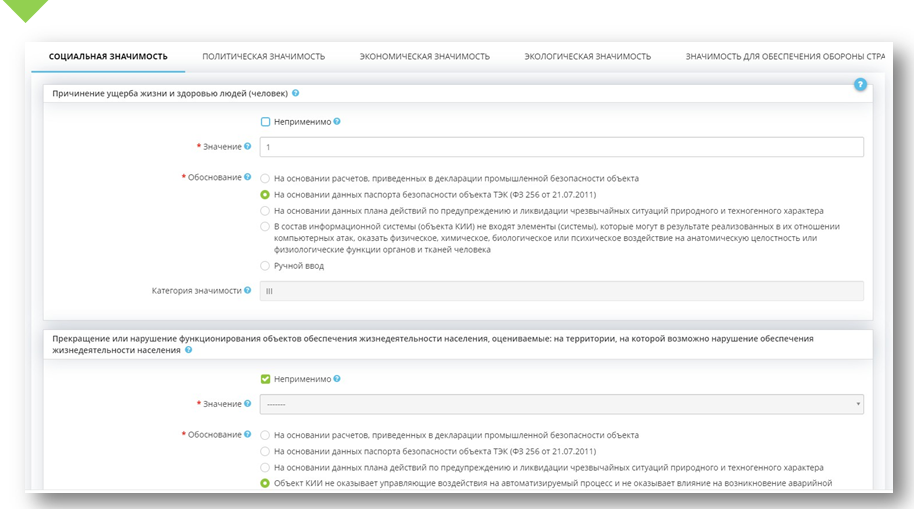 СОЦИАЛЬНАЯ ЗНАЧИМОСТЬ ПОЛИТИЧЕСКАЯ ЗНАЧИМОСТЬ ЭКОНОМИЧЕСКАЯ ЗНАЧИМОСТЬ ЭКОЛОГИЧЕСКАЯ ЗНАЧИМОСТЬ ЗНАЧИМОСТЬ ДЛЯ ОБЕСПЕЧЕНИЯ ОБОРОНЫ СТРА
Причинение ущерба жизни и здоровью людей (человек) ?
?
Неприменимо ?
* Значение ? 1
* Обоснование ? На основании расчетов, приведенных в декларации промышленной безопасности объекта
На основании данных паспорта безопасности объекта ТЭК (ФЗ 256 от 21.07.2011)
На основании данных плана действий по предупреждению и ликвидации чрезвычайных ситуаций природного и техногенного характера
В состав информационной системы (объекта КИИ) не входят элементы (системы), которые могут в результате реализованных в их отношении
компьютерных атак, оказать физическое, химическое, биологическое или психическое воздействие на анатомическую целостность или
физиологические функции органов и тканей человека
Ручной ввод
Категория значимости ? III
Прекращение или нарушение функционирования объектов обеспечения жизнедеятельности населения, оцениваемые: на территории, на которой возможно нарушение обеспечения
жизнедеятельности населения ?
Неприменимо ?
* Значение ? -------
* Обоснование ? На основании расчетов, приведенных в декларации промышленной безопасности объекта
На основании данных паспорта безопасности объекта ТЭК (ФЗ 256 от 21.07.2011)
На основании данных плана действий по предупреждению и ликвидации чрезвычайных ситуаций природного и техногенного характера
Объект КИИ не оказывает управляющие воздействия на автоматизируемый процесс и не оказывает влияние на возникновение аварийной